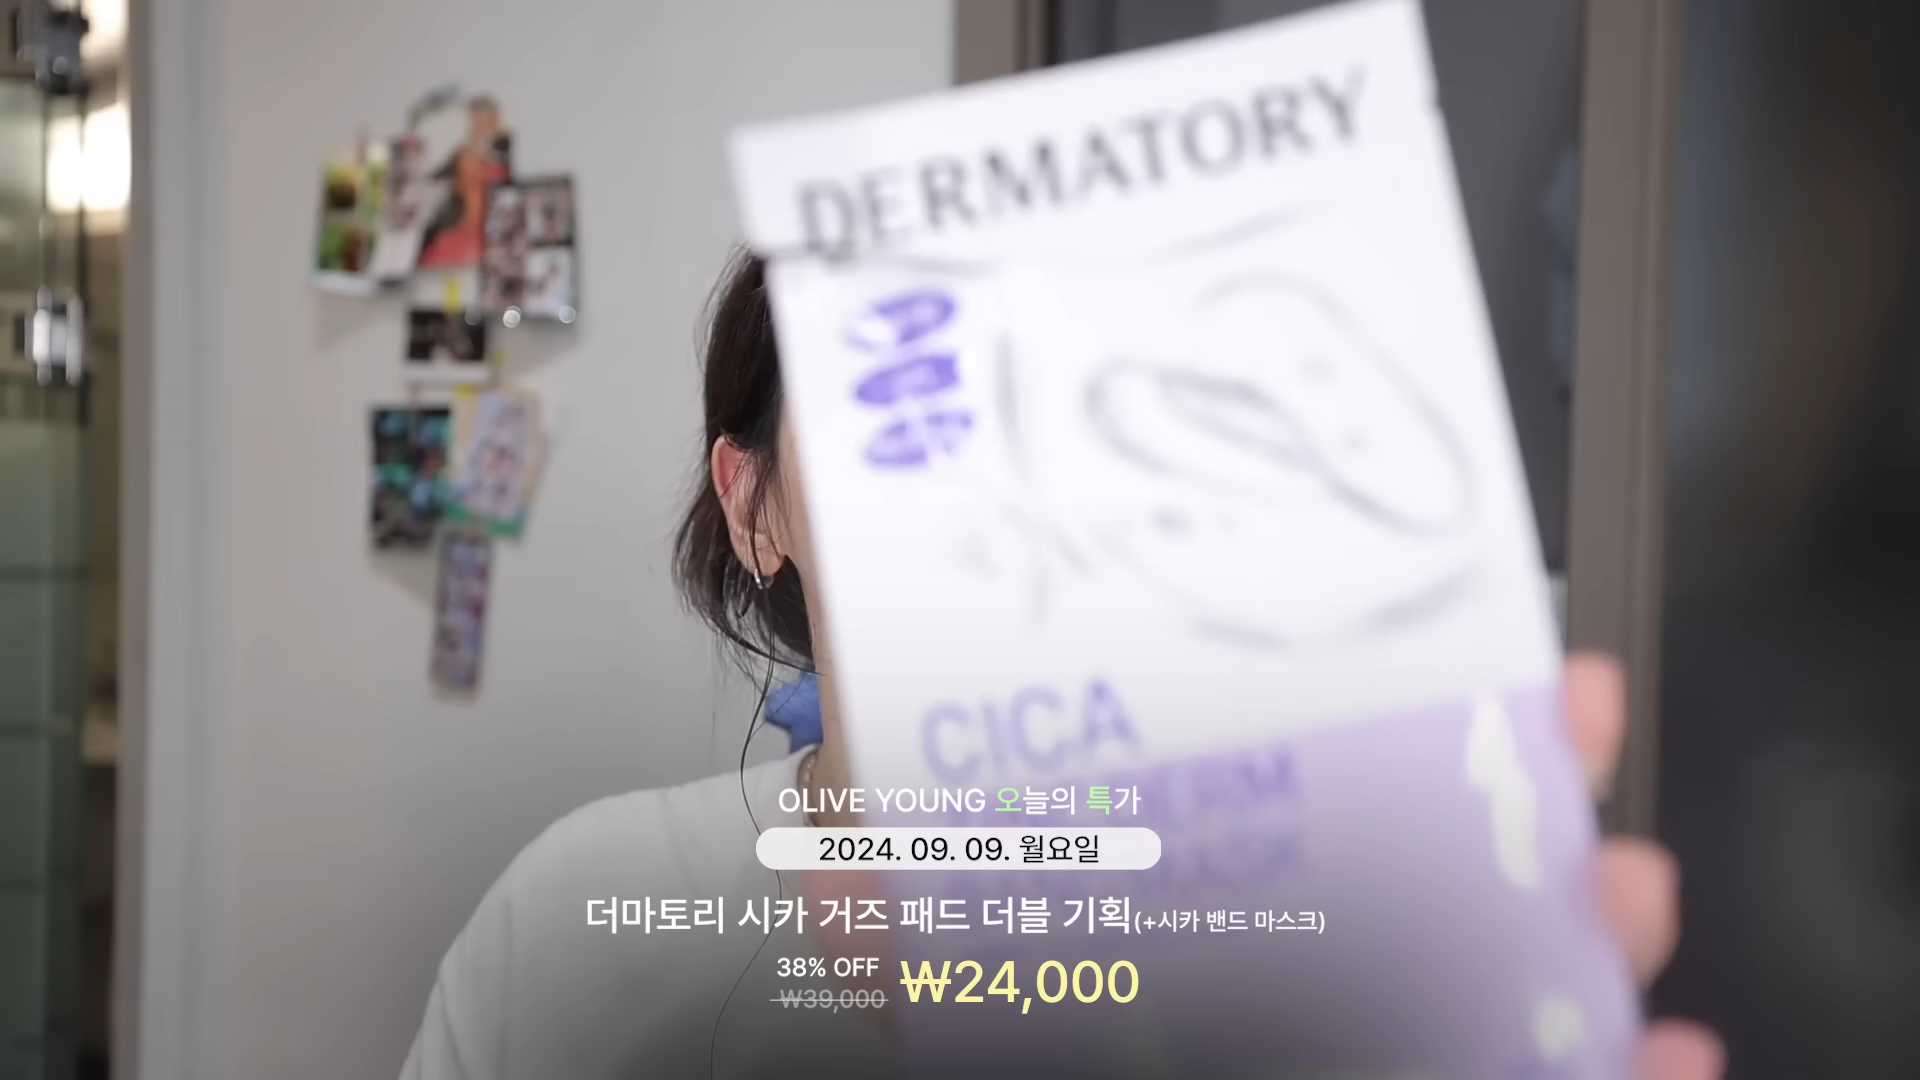 DERMATORY
CICA
OLIVE YOUNG 오늘의 특가
2024. 09. 09. 월요일
더마토리 시카 거즈 패드 더블 기획(+시카 밴드 마스크)
38% OFF
₩39,000
₩24,000